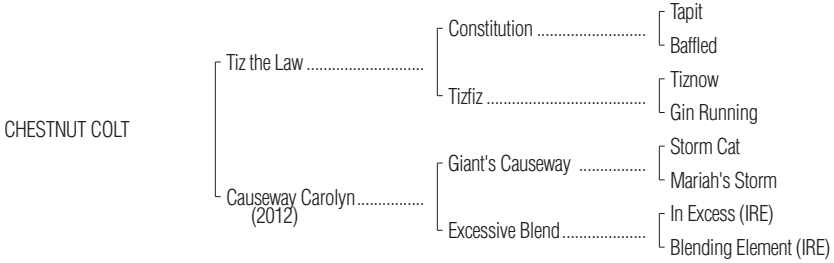 Tapit
Constitution ..........................
Baffled
Tiz the Law ............................
Tiznow
Tizfiz ......................................
Gin Running
CHESTNUT COLT
Storm Cat
Giant's Causeway ................
Mariah's Storm
Causeway Carolyn................
(2012)
In Excess (IRE)
Excessive Blend....................
Blending Element (IRE)